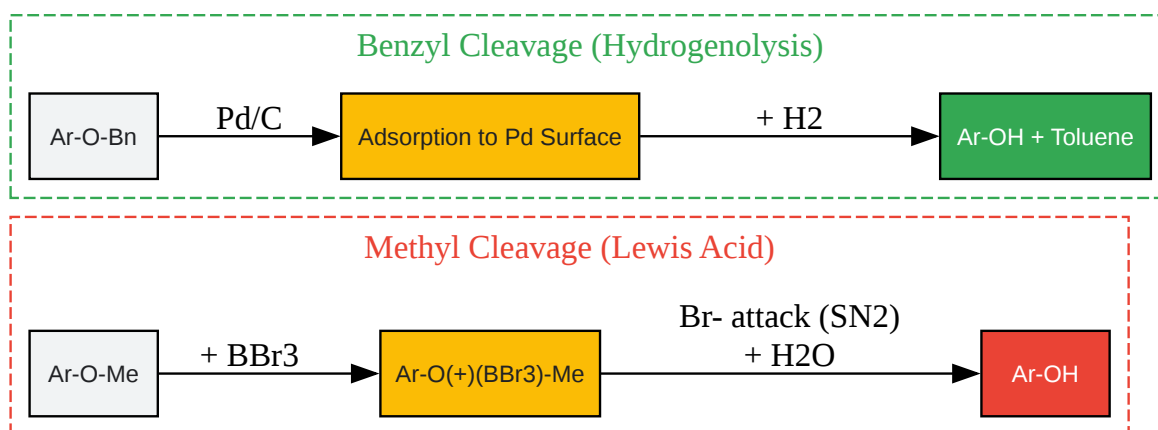 Benzyl Cleavage (Hydrogenolysis)
Ar-O-Bn
Pd/C
Adsorption to Pd Surface
+ H2
Ar-OH + Toluene
Methyl Cleavage (Lewis Acid)
Ar-O-Me
+ BBr3
Ar-O(+)(BBr3)-Me
Br- attack (SN2)
+ H2O
Ar-OH